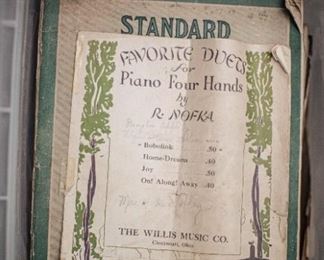 STANDARD
FAVORITE DUETS
for
Piano Four Hands
by
R. NOFKA
Bobolink .50
Home-Dreams .40
Joy .50
On! Along! Away .40
THE WILLIS MUSIC CO.
Cincinnati, Ohio